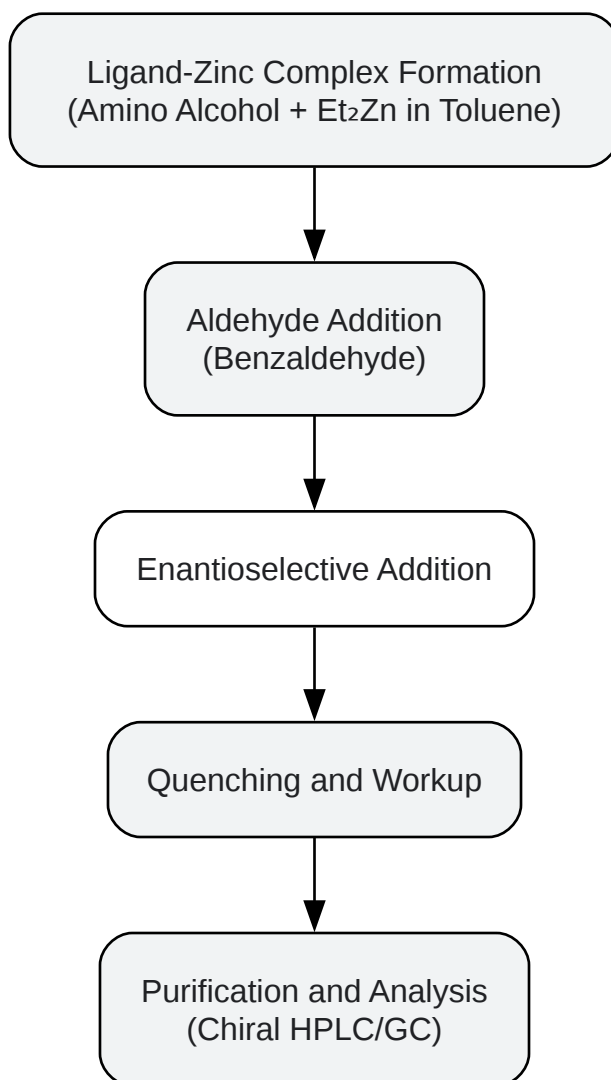 Ligand-Zinc Complex Formation
(Amino Alcohol + Et₂Zn in Toluene)
Aldehyde Addition
(Benzaldehyde)
Enantioselective Addition
Quenching and Workup
Purification and Analysis
(Chiral HPLC/GC)